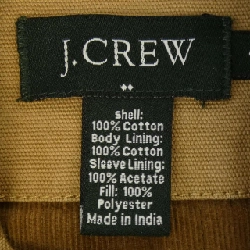 J.CREW
shell:
100% Cotton
Body Lining:
100% Cotton
Sleeve Lining:
100% Acetate
Fill: 100%
Polyester
Made in India